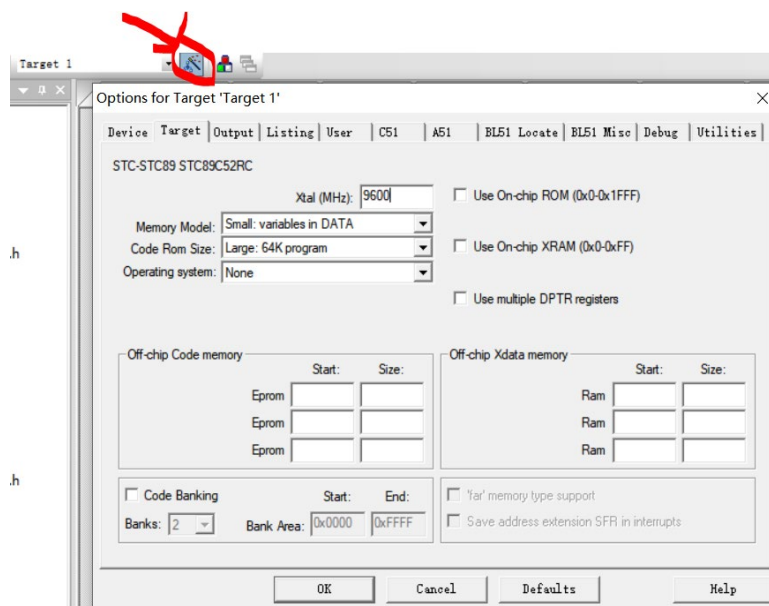 Target 1
Options for Target 'Target 1'
Device Target Output Listing User C51 A51 BL51 Locate BL51 Misc Debug Utilities
STC-STC89 STC89C52RC
Xtal (MHz): 9600
Use On-chip ROM (0x0-0x1FFF)
Memory Model: Small: variables in DATA
Code Rom Size: Large: 64K program
Use On-chip XRAM (0x0-0xFF)
.h
Operating system: None
Use multiple DPTR registers
Off-chip Code memory
Start: Size:
Eprom
Eprom
Eprom
Off-chip Xdata memory
Start: Size:
Ram
Ram
Ram
.h
Code Banking Start: End:
Banks: 2 Bank Area: 0x0000 0xFFFF
'far' memory type support
Save address extension SFR in interrupts
OK Cancel Defaults Help